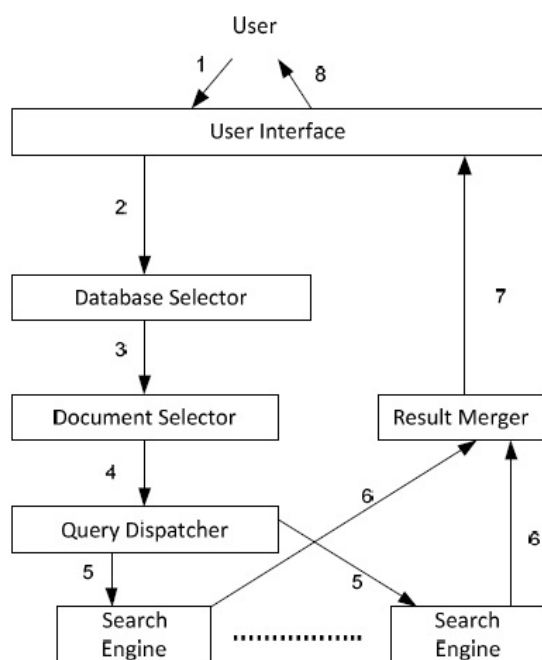 User
1
8
User Interface
2
Database Selector
7
3
Document Selector
Result Merger
4
6
Query Dispatcher
6
5
5
Search
Engine
Search
Engine